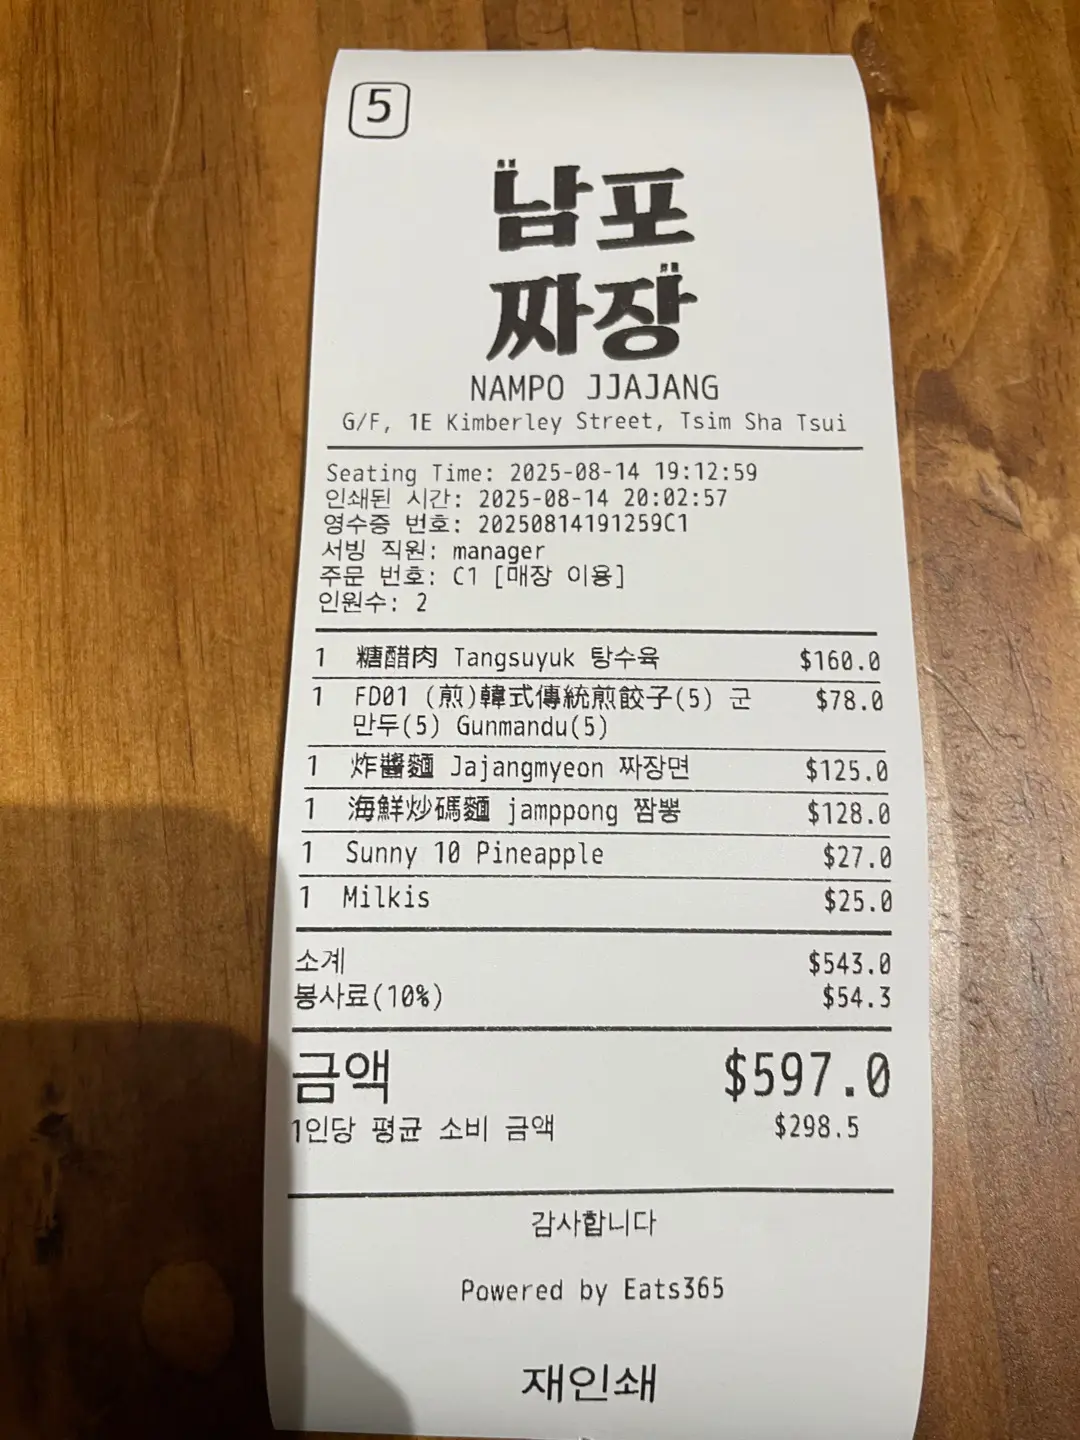 5
남포
짜장
NAMPO JJAJANG
G/F, 1E Kimberley Street, Tsim Sha Tsui
Seating Time: 2025-08-14 19:12:59
인쇄된 시간: 2025-08-14 20:02:57
영수증 번호: 20250814191259C1
서빙 직원: manager
주문 번호: C1 [매장 이용]
인원수: 2
1 糖醋肉 Tangsuyuk 탕수육 $160.0
1 FD01 (煎)韓式傳統煎餃子(5) 군 $78.0
만두(5) Gunmandu(5)
1 炸醬麵 Jajangmyeon 짜장면 $125.0
1 海鮮炒碼麵 jamppong 짬뽕 $128.0
1 Sunny 10 Pineapple $27.0
1 Milkis $25.0
소계 $543.0
봉사료(10%) $54.3
금액 $597.0
1인당 평균 소비 금액 $298.5
감사합니다
Powered by Eats365
재인쇄